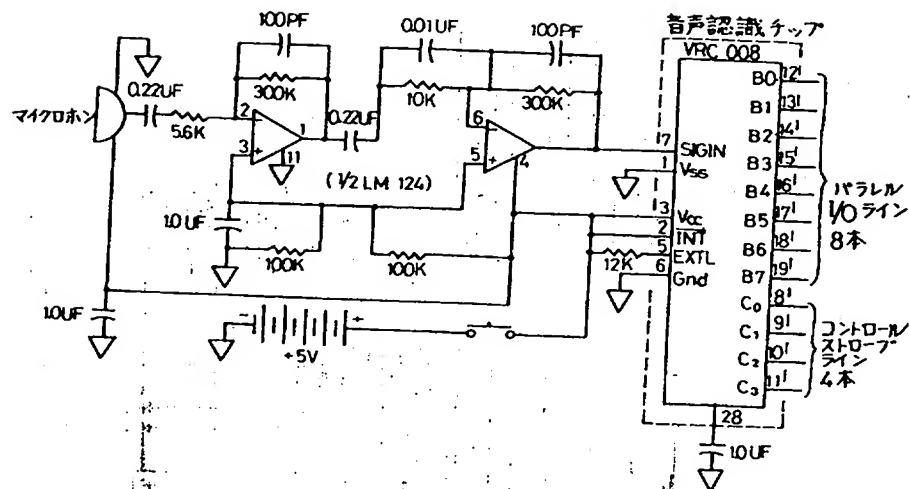 100PF
300K
0.22UF
マイクロホン
5.6K
2
3
1
11
0.22UF
0.01UF
10K
100PF
300K
6
5
4
(1/2 LM 124)
1.0UF
100K
100K
1.0UF
+5V
音声認識チップ
VRC 008
17
SIGIN
1
Vss
3
Vcc
2
INT
5
EXTL
12K
6
Gnd
B0 12
B1 13
B2 14
B3 15
B4 16
B5 17
B6 18
B7 19
C0 8
C1 9
C2 10
C3 11
パラレル
I/Oライン
8本
コントロール
ストローブ
ライン
4本
28
1.0UF